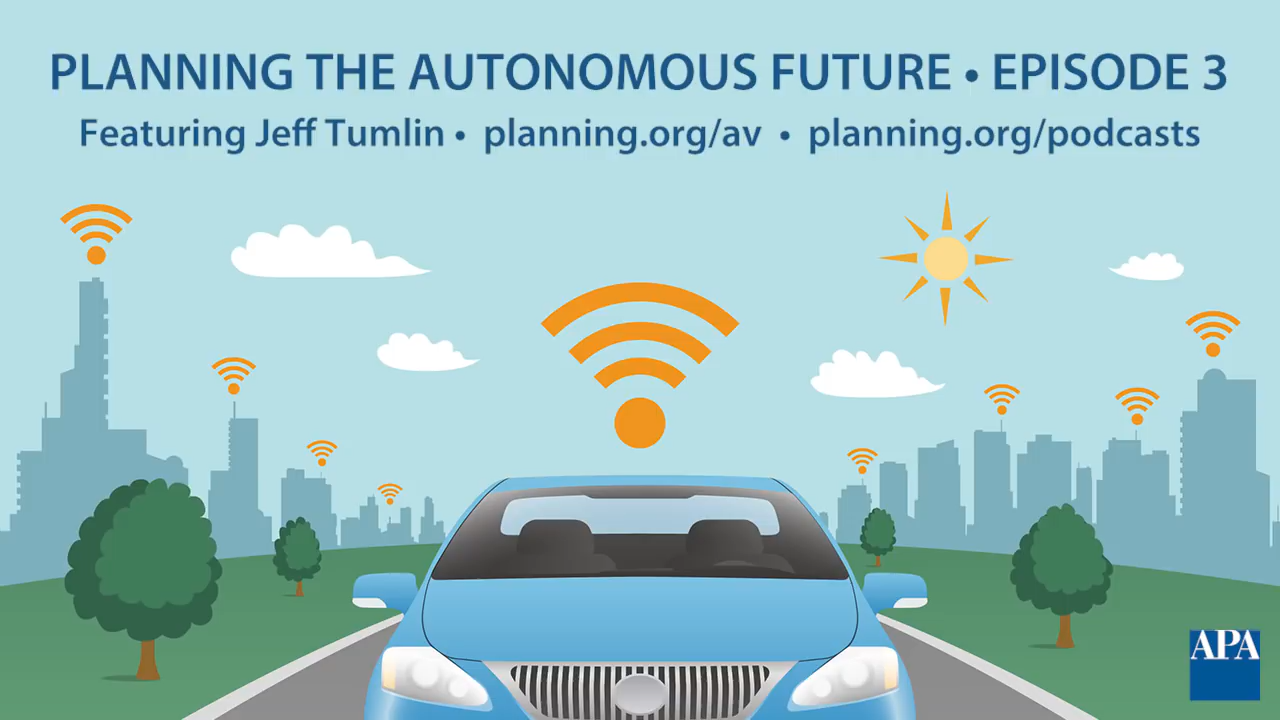 PLANNING THE AUTONOMOUS FUTURE • EPISODE 3
Featuring Jeff Tumlin • planning.org/av • planning.org/podcasts
APA